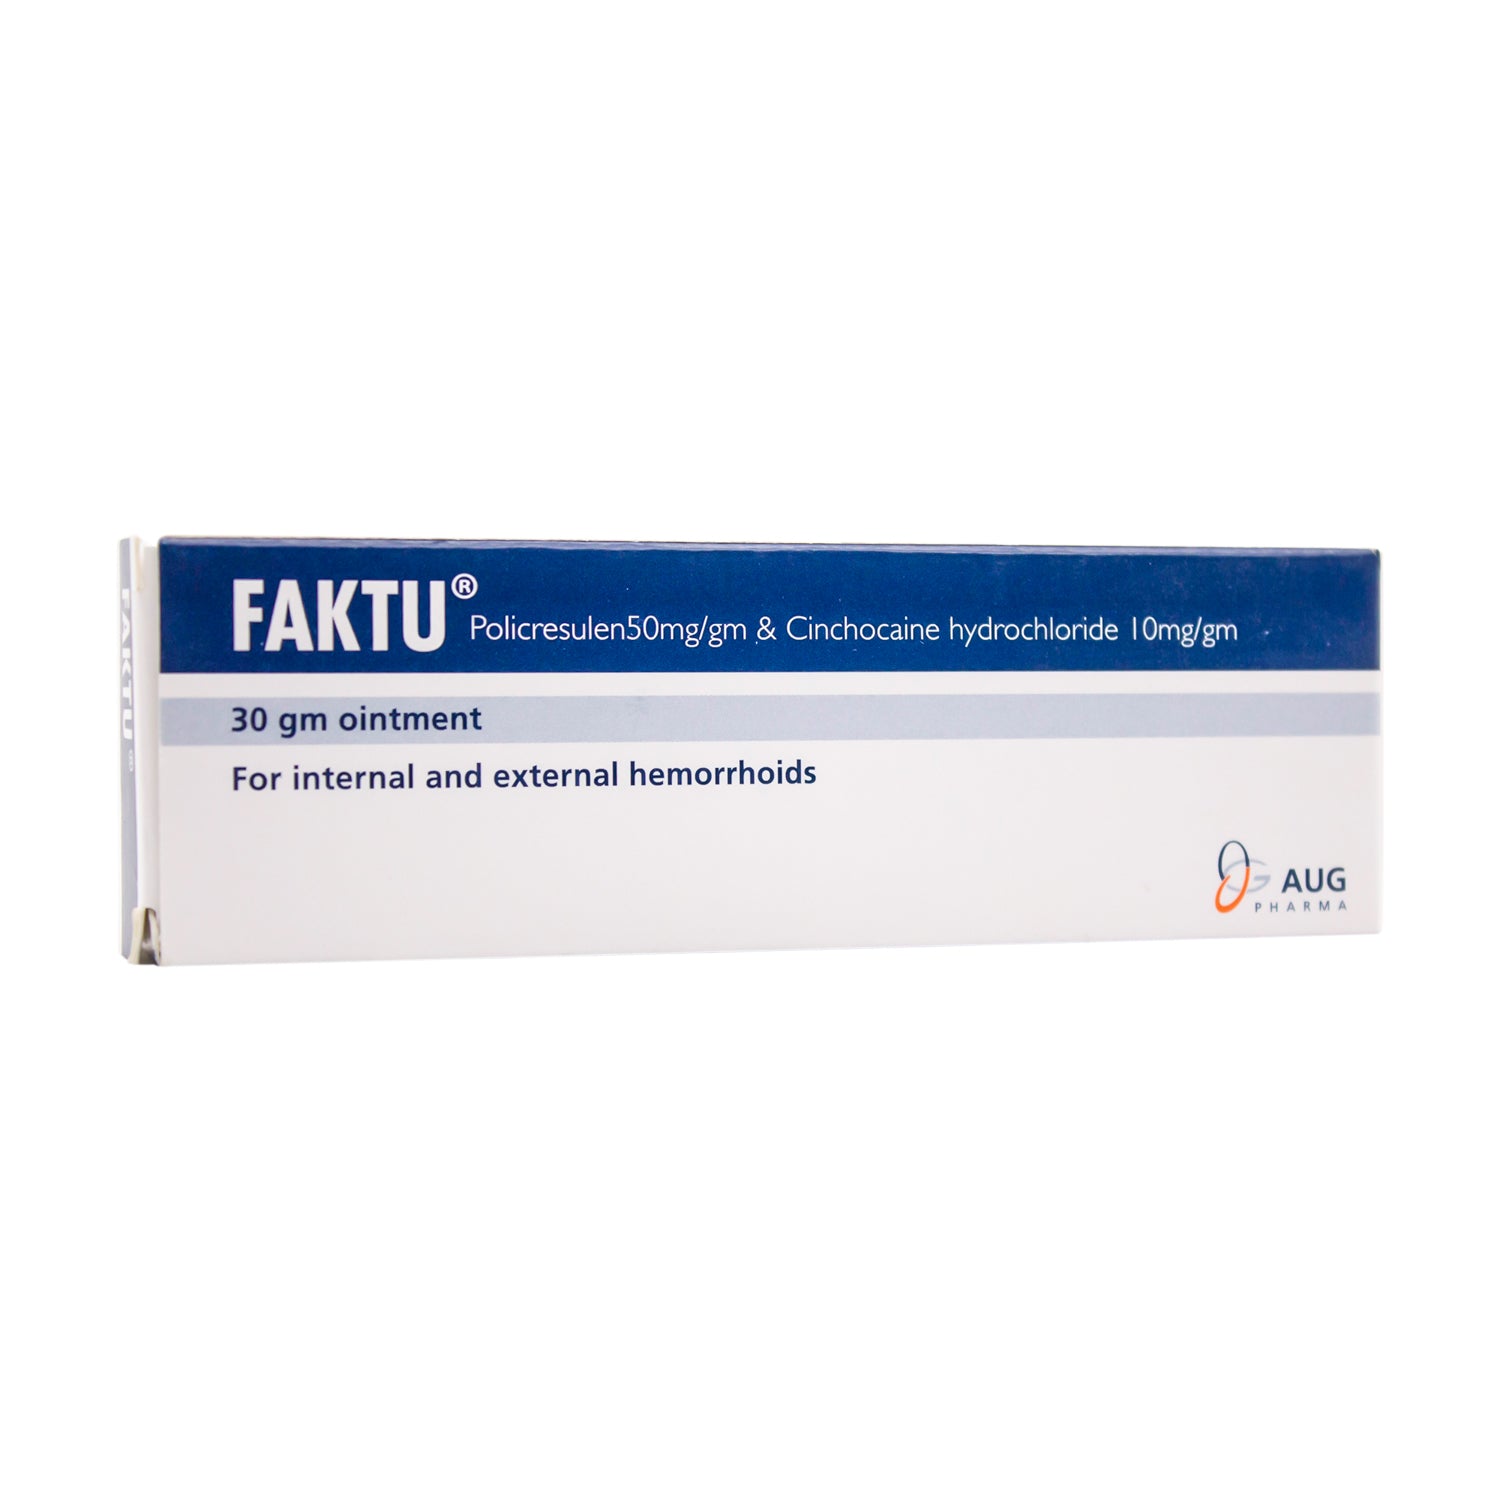 FAKTU®
Policresulen50mg/gm & Cinchocaine hydrochloride 10mg/gm
30 gm ointment
For internal and external hemorrhoids
AUG
PHARMA
FAKTU®